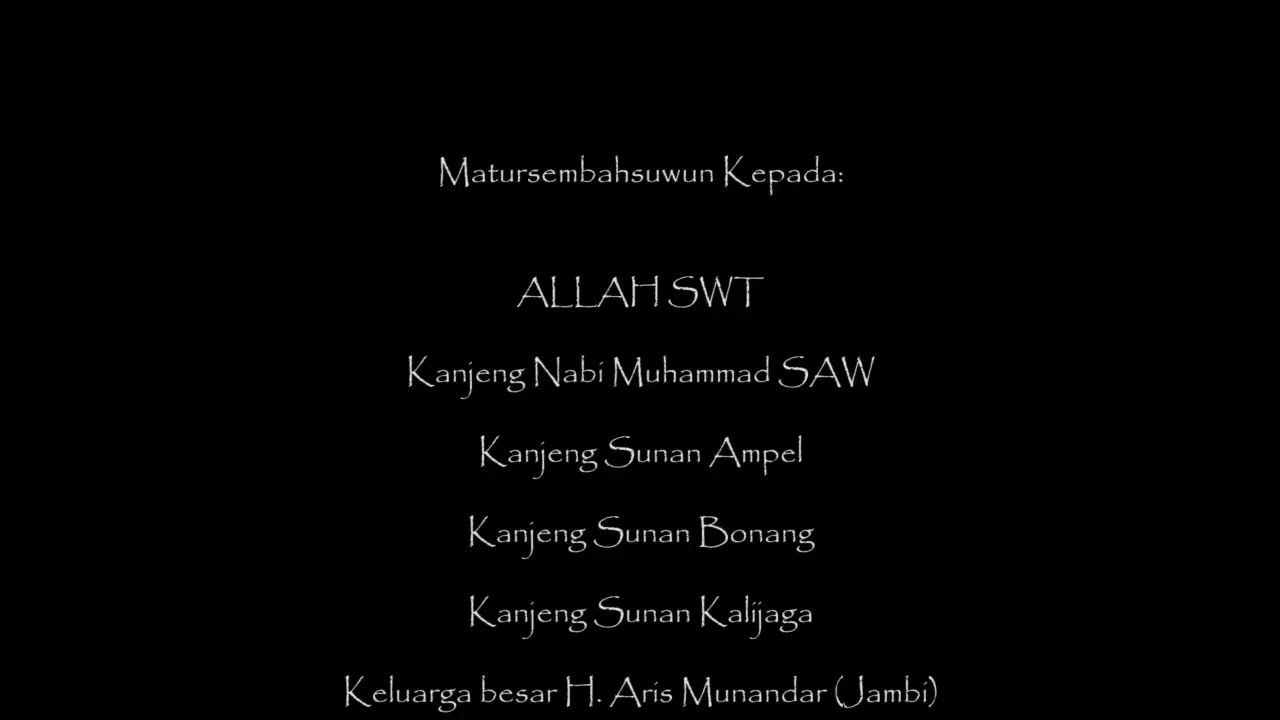 Matursembahsuwun Kepada:
ALLAH SWT
Kanjeng Nabi Muhammad SAW
Kanjeng Sunan Ampel
Kanjeng Sunan Bonang
Kanjeng Sunan Kalijaga
Keluarga besar H. Aris Munandar (Jambi)